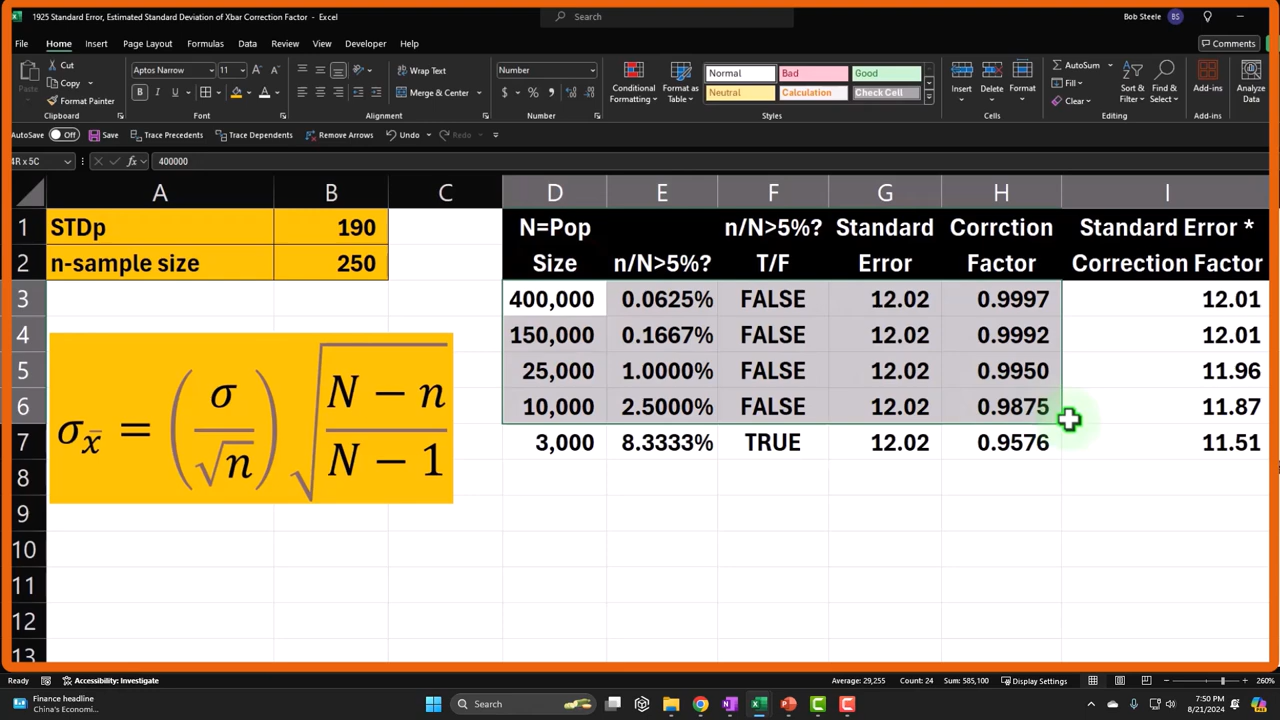 1925 Standard Error, Estimated Standard Deviation of Xbar Correction Factor - Excel
Search
Bob Steele BS
File Home Insert Page Layout Formulas Data Review View Developer Help
Comments
Cut
Copy
Format Painter
Paste
Clipboard
Aptos Narrow 11
B I U
Font
Wrap Text
Merge & Center
Alignment
Number
Number
Conditional Formatting
Format as Table
Normal Bad Good
Neutral Calculation Check Cell
Styles
Insert Delete Format
Cells
AutoSum
Fill
Clear
Sort & Filter
Find & Select
Editing
Add-ins
Add-ins
Analyze Data
AutoSave Off Save Trace Precedents Trace Dependents Remove Arrows Undo Redo
4R x 5C fx 400000
A B C D E F G H I
1 STDp 190 N=Pop n/N>5%? Standard Corrction Standard Error *
2 n-sample size 250 Size n/N>5%? T/F Error Factor Correction Factor
3 400,000 0.0625% FALSE 12.02 0.9997 12.01
4 150,000 0.1667% FALSE 12.02 0.9992 12.01
5 25,000 1.0000% FALSE 12.02 0.9950 11.96
6 10,000 2.5000% FALSE 12.02 0.9875 11.87
7 3,000 8.3333% TRUE 12.02 0.9576 11.51
8
9
10
11
12
13
σx̄ = (σ/√n) √((N − n)/(N − 1))
Ready Accessibility: Investigate Average: 29,255 Count: 24 Sum: 585,100 Display Settings 260%
Finance headline
China's Economi...
Search
7:50 PM
8/21/2024